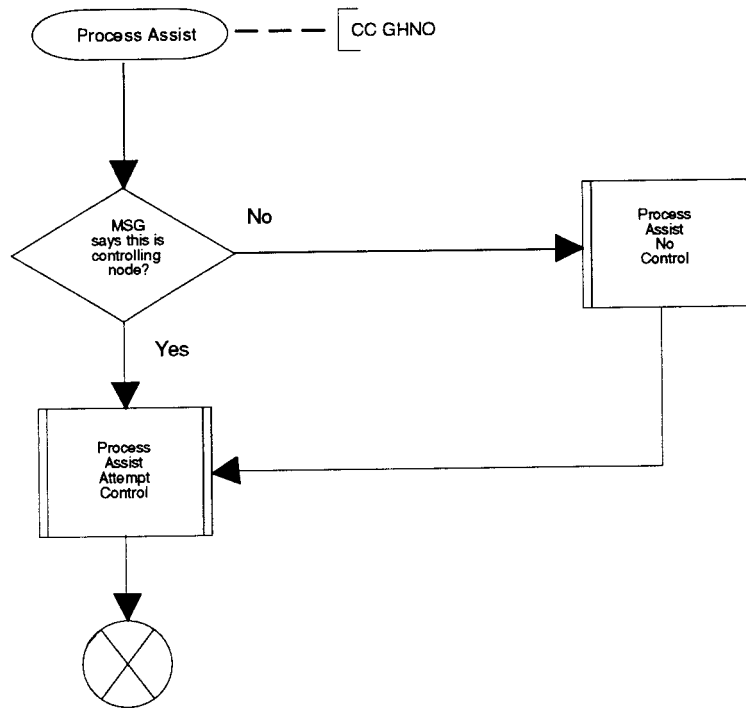 Process Assist
CC GHNO
MSG
says this is
controlling
node?
No
Process
Assist
No
Control
Yes
Process
Assist
Attempt
Control